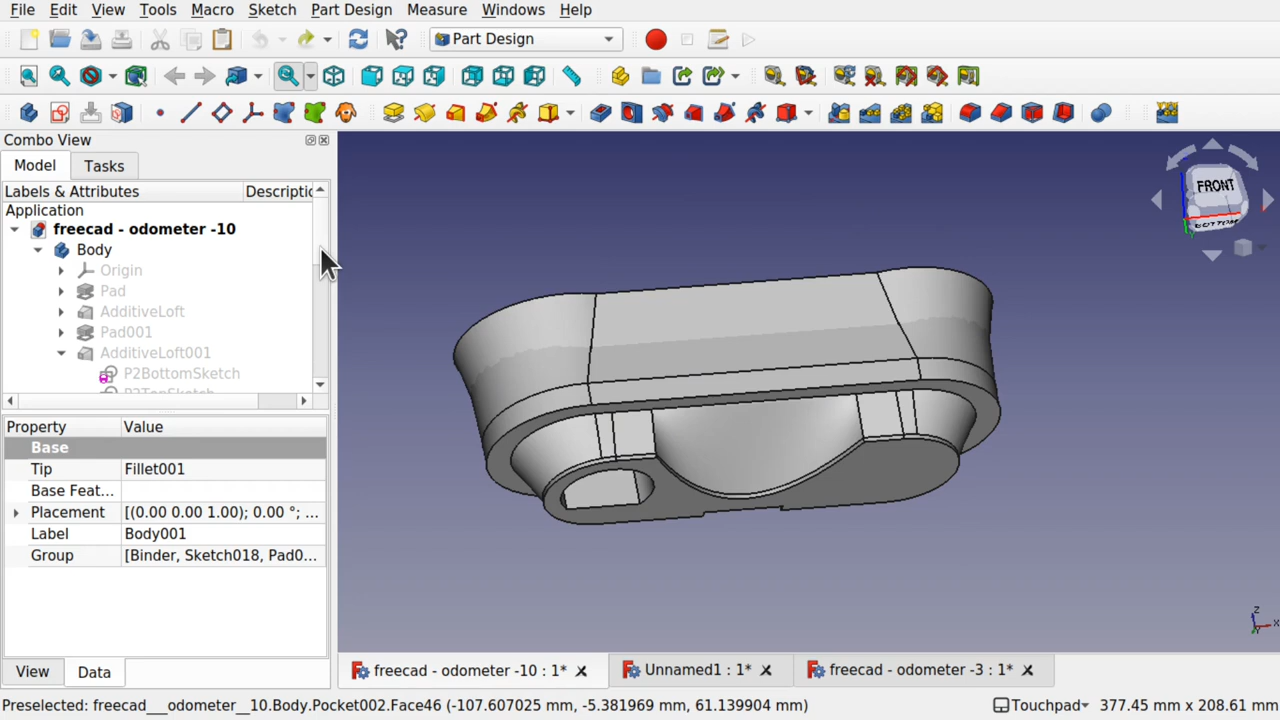 File Edit View Tools Macro Sketch Part Design Measure Windows Help
Part Design
Combo View
Model Tasks
Labels & Attributes Descriptic
Application
freecad - odometer -10
Body
Origin
Pad
AdditiveLoft
Pad001
AdditiveLoft001
P2BottomSketch
P2TopSketch
Property Value
Base
Tip Fillet001
Base Feat...
Placement [(0.00 0.00 1.00); 0.00 °; ...
Label Body001
Group [Binder, Sketch018, Pad0...
View Data
FRONT
BOTTOM
Z
X
freecad - odometer -10 : 1* Unnamed1 : 1* freecad - odometer -3 : 1*
Preselected: freecad___odometer__10.Body.Pocket002.Face46 (-107.607025 mm, -5.381969 mm, 61.139904 mm) Touchpad 377.45 mm x 208.61 mm